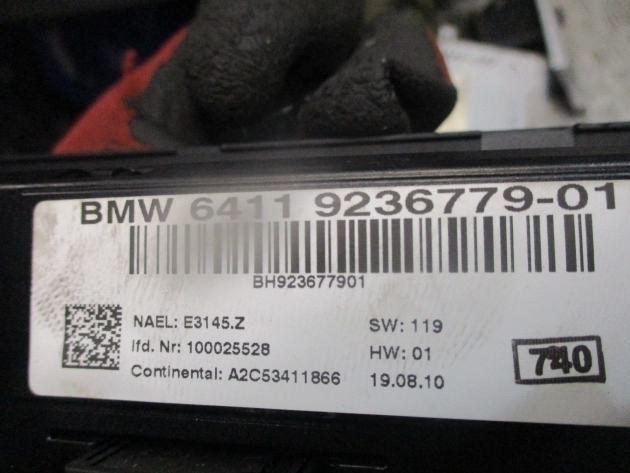 BMW 6411 9236779-01
BH923677901
NAEL: E3145.Z SW: 119
lfd. Nr: 100025528 HW: 01
Continental: A2C53411866 19.08.10
740